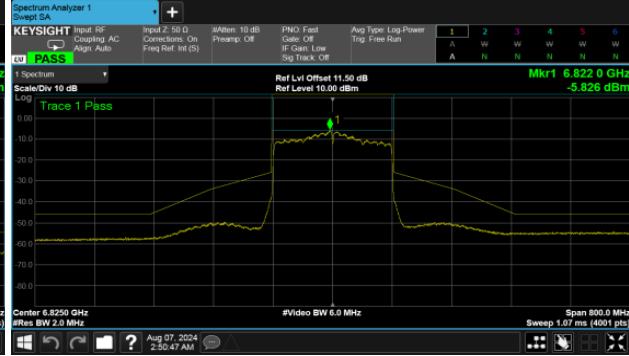 Spectrum Analyzer 1
Swept SA
+
KEYSIGHT Input: RF Input Z: 50 Ω #Atten: 10 dB PNO: Fast Avg Type: Log-Power 1 2 3 4 5 6
Coupling: AC Corrections: On Preamp: Off Gate: Off Trig: Free Run
Align: Auto Freq Ref: Int (S) IF Gain: Low A W W W W W
Sig Track: Off
LXI PASS A N N N N N
1 Spectrum
Ref Lvl Offset 11.50 dB Mkr1 6.822 0 GHz
Scale/Div 10 dB Ref Level 10.00 dBm -5.826 dBm
Log
Trace 1 Pass
0.00
1
-10.0
-20.0
-30.0
-40.0
-50.0
-60.0
-70.0
-80.0
Center 6.8250 GHz #Video BW 6.0 MHz Span 800.0 MHz
#Res BW 2.0 MHz Sweep 1.07 ms (4001 pts)
? Aug 07, 2024
2:50:47 AM